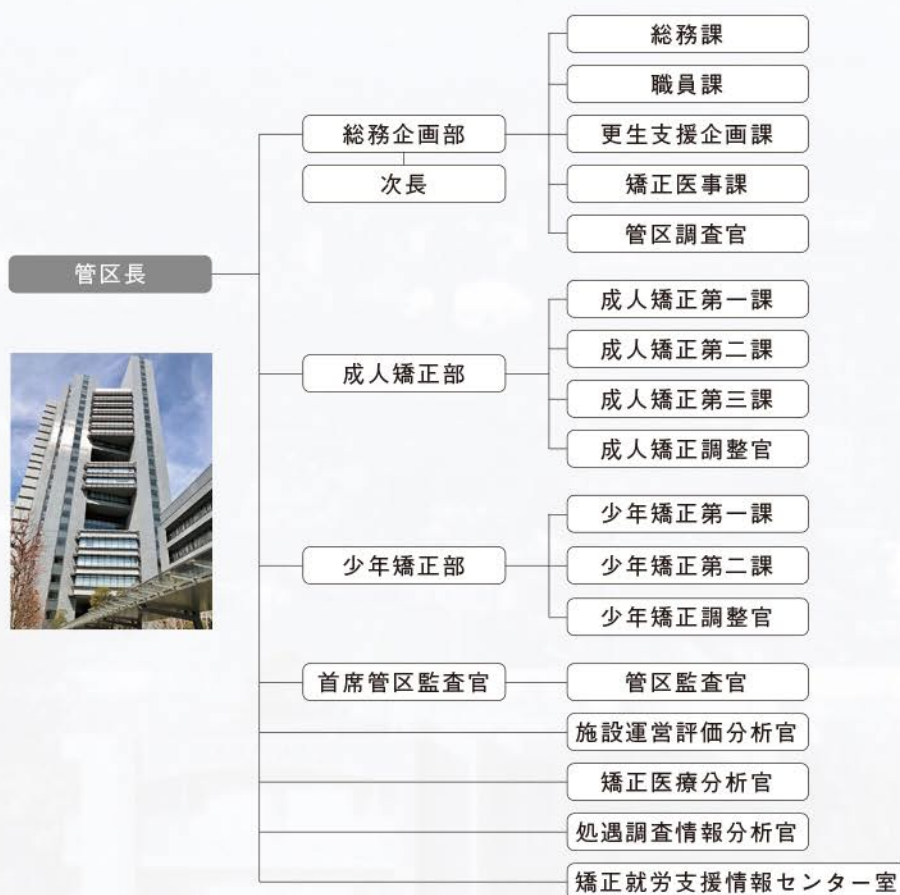 管区長
総務企画部
次長
総務課
職員課
更生支援企画課
矯正医事課
管区調査官
成人矯正部
成人矯正第一課
成人矯正第二課
成人矯正第三課
成人矯正調整官
少年矯正部
少年矯正第一課
少年矯正第二課
少年矯正調整官
首席管区監査官
管区監査官
施設運営評価分析官
矯正医療分析官
処遇調査情報分析官
矯正就労支援情報センター室